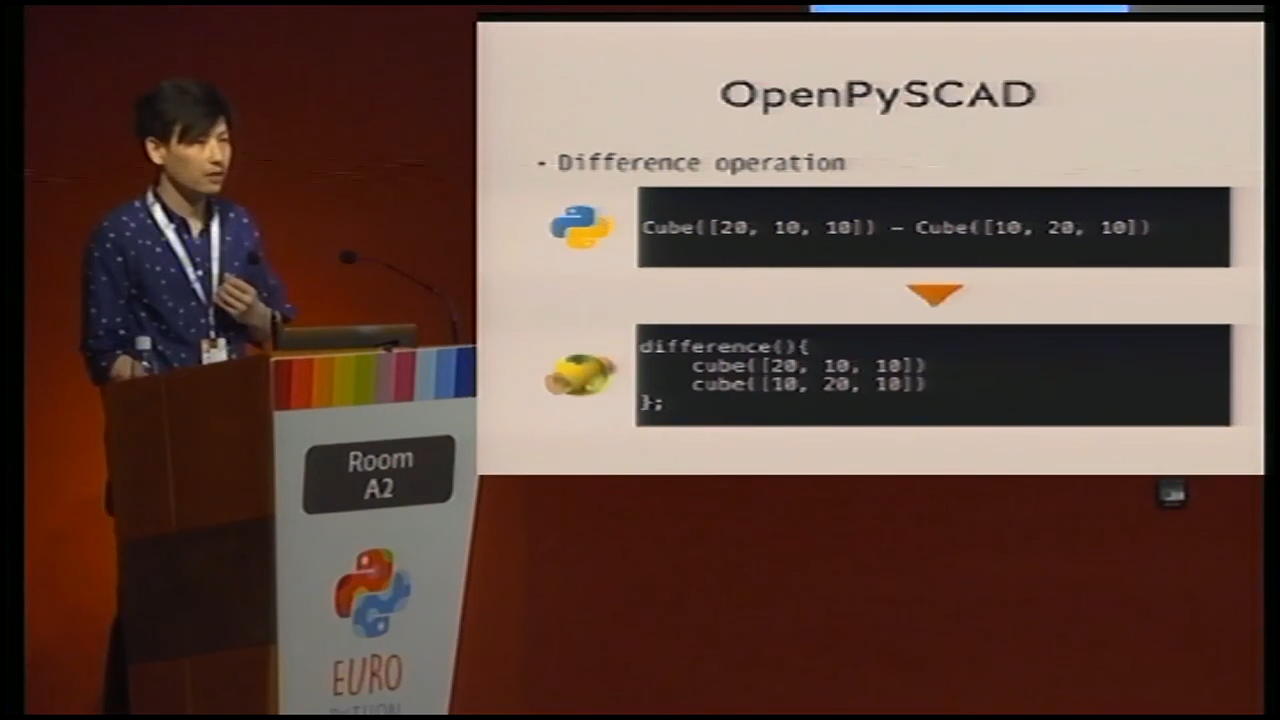 OpenPySCAD
- Difference operation
Cube([20, 10, 10]) - Cube([10, 20, 10])
difference(){
cube([20, 10, 10])
cube([10, 20, 10])
};
Room
A2
EURO
PYTHON